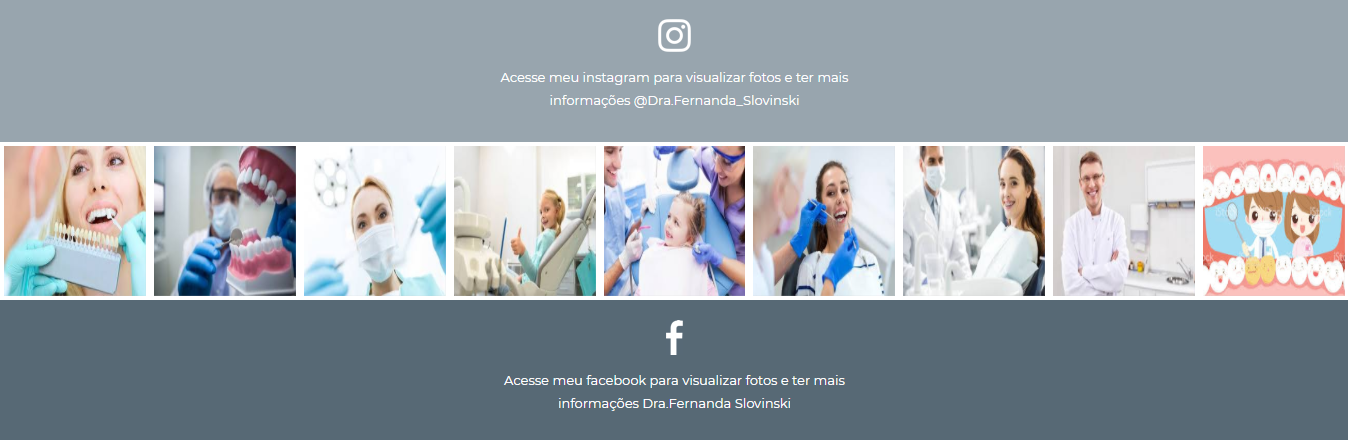 Acesse meu instagram para visualizar fotos e ter mais
informações @Dra.Fernanda_Slovinski
Acesse meu facebook para visualizar fotos e ter mais
informações Dra.Fernanda Slovinski